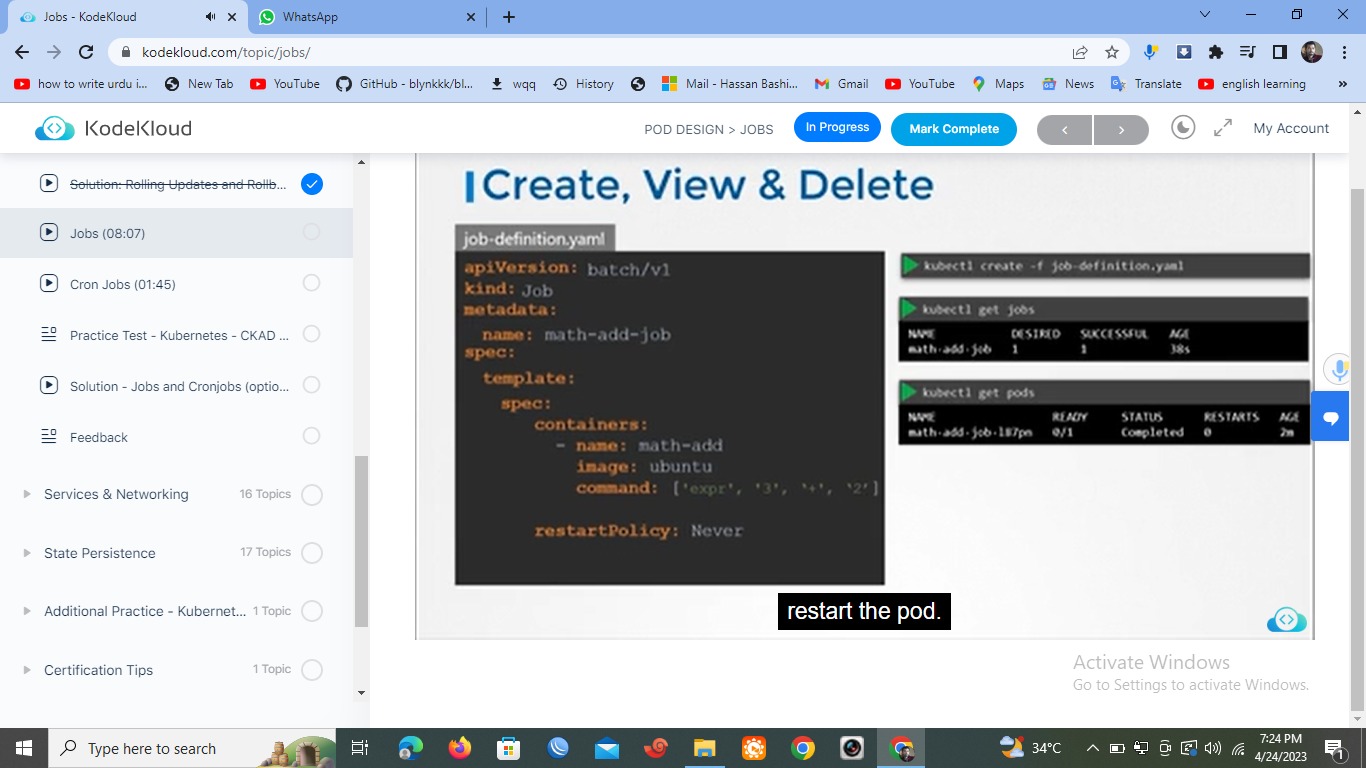 Jobs - KodeKloud
WhatsApp
kodekloud.com/topic/jobs/
how to write urdu i...
New Tab
YouTube
GitHub - blynkkk/bl...
wqq
History
Mail - Hassan Bashi...
Gmail
YouTube
Maps
News
Translate
english learning
»
KodeKloud
POD DESIGN > JOBS
In Progress
Mark Complete
<
>
My Account
Solution: Rolling Updates and Rollb...
Jobs (08:07)
Cron Jobs (01:45)
Practice Test - Kubernetes - CKAD ...
Solution - Jobs and Cronjobs (optio...
Feedback
Services & Networking 16 Topics
State Persistence 17 Topics
Additional Practice - Kubernet... 1 Topic
Certification Tips 1 Topic
Create, View & Delete
job-definition.yaml
apiVersion: batch/v1
kind: Job
metadata:
name: math-add-job
spec:
template:
spec:
containers:
- name: math-add
image: ubuntu
command: ['expr', '3', '+', '2']
restartPolicy: Never
kubectl create -f job-definition.yaml
kubectl get jobs
NAME DESIRED SUCCESSFUL AGE
math-add-job 1 1 38s
kubectl get pods
NAME READY STATUS RESTARTS AGE
math-add-job-l87pn 0/1 Completed 0 2m
restart the pod.
Activate Windows
Go to Settings to activate Windows.
Type here to search
34°C
7:24 PM
4/24/2023
1